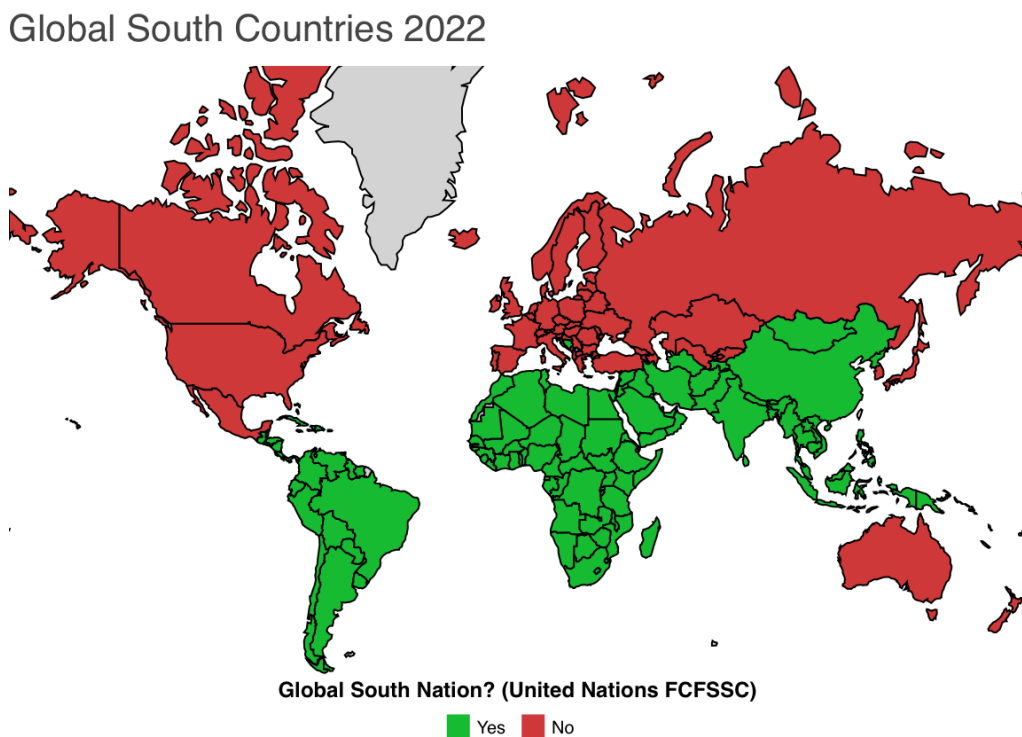 Global South Countries 2022
Global South Nation? (United Nations FCFSSC)
Yes No